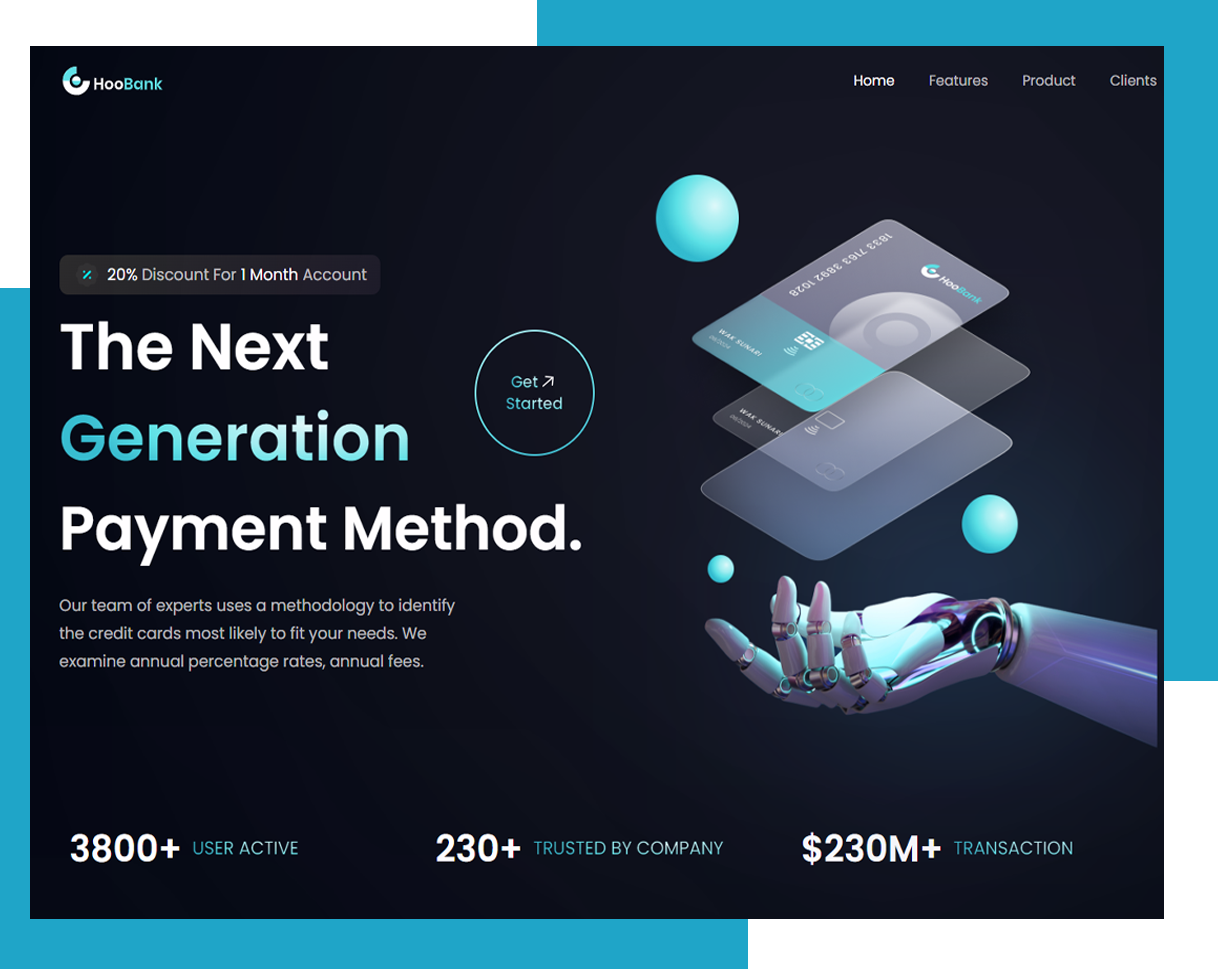 HooBank
Home Features Product Clients
20% Discount For 1 Month Account
The Next
Generation
Payment Method.
Get
Started
Our team of experts uses a methodology to identify
the credit cards most likely to fit your needs. We
examine annual percentage rates, annual fees.
1833 7163 3892 1028
HooBank
WAK SUNARI
09/2024
WAK SUNARI
3800+ USER ACTIVE
230+ TRUSTED BY COMPANY
$230M+ TRANSACTION